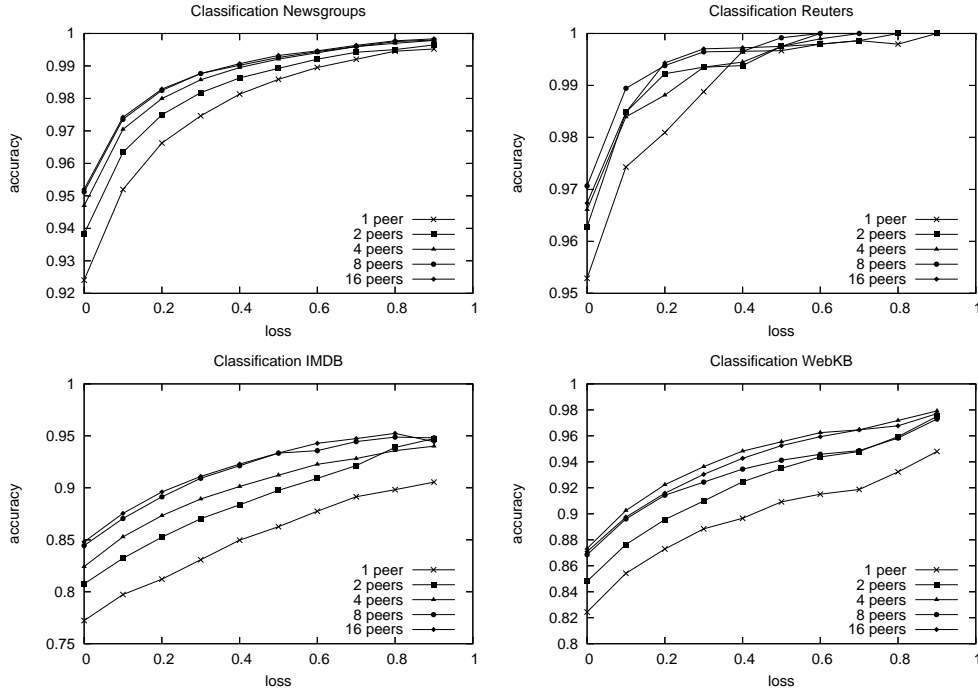 Classification Newsgroups
1
0.99
0.98
0.97
0.96
0.95
0.94
0.93
0.92
accuracy
0 0.2 0.4 0.6 0.8 1
loss
1 peer
2 peers
4 peers
8 peers
16 peers
Classification Reuters
1
0.99
0.98
0.97
0.96
0.95
accuracy
0 0.2 0.4 0.6 0.8 1
loss
1 peer
2 peers
4 peers
8 peers
16 peers
Classification IMDB
1
0.95
0.9
0.85
0.8
0.75
accuracy
0 0.2 0.4 0.6 0.8 1
loss
1 peer
2 peers
4 peers
8 peers
16 peers
Classification WebKB
1
0.98
0.96
0.94
0.92
0.9
0.88
0.86
0.84
0.82
0.8
accuracy
0 0.2 0.4 0.6 0.8 1
loss
1 peer
2 peers
4 peers
8 peers
16 peers